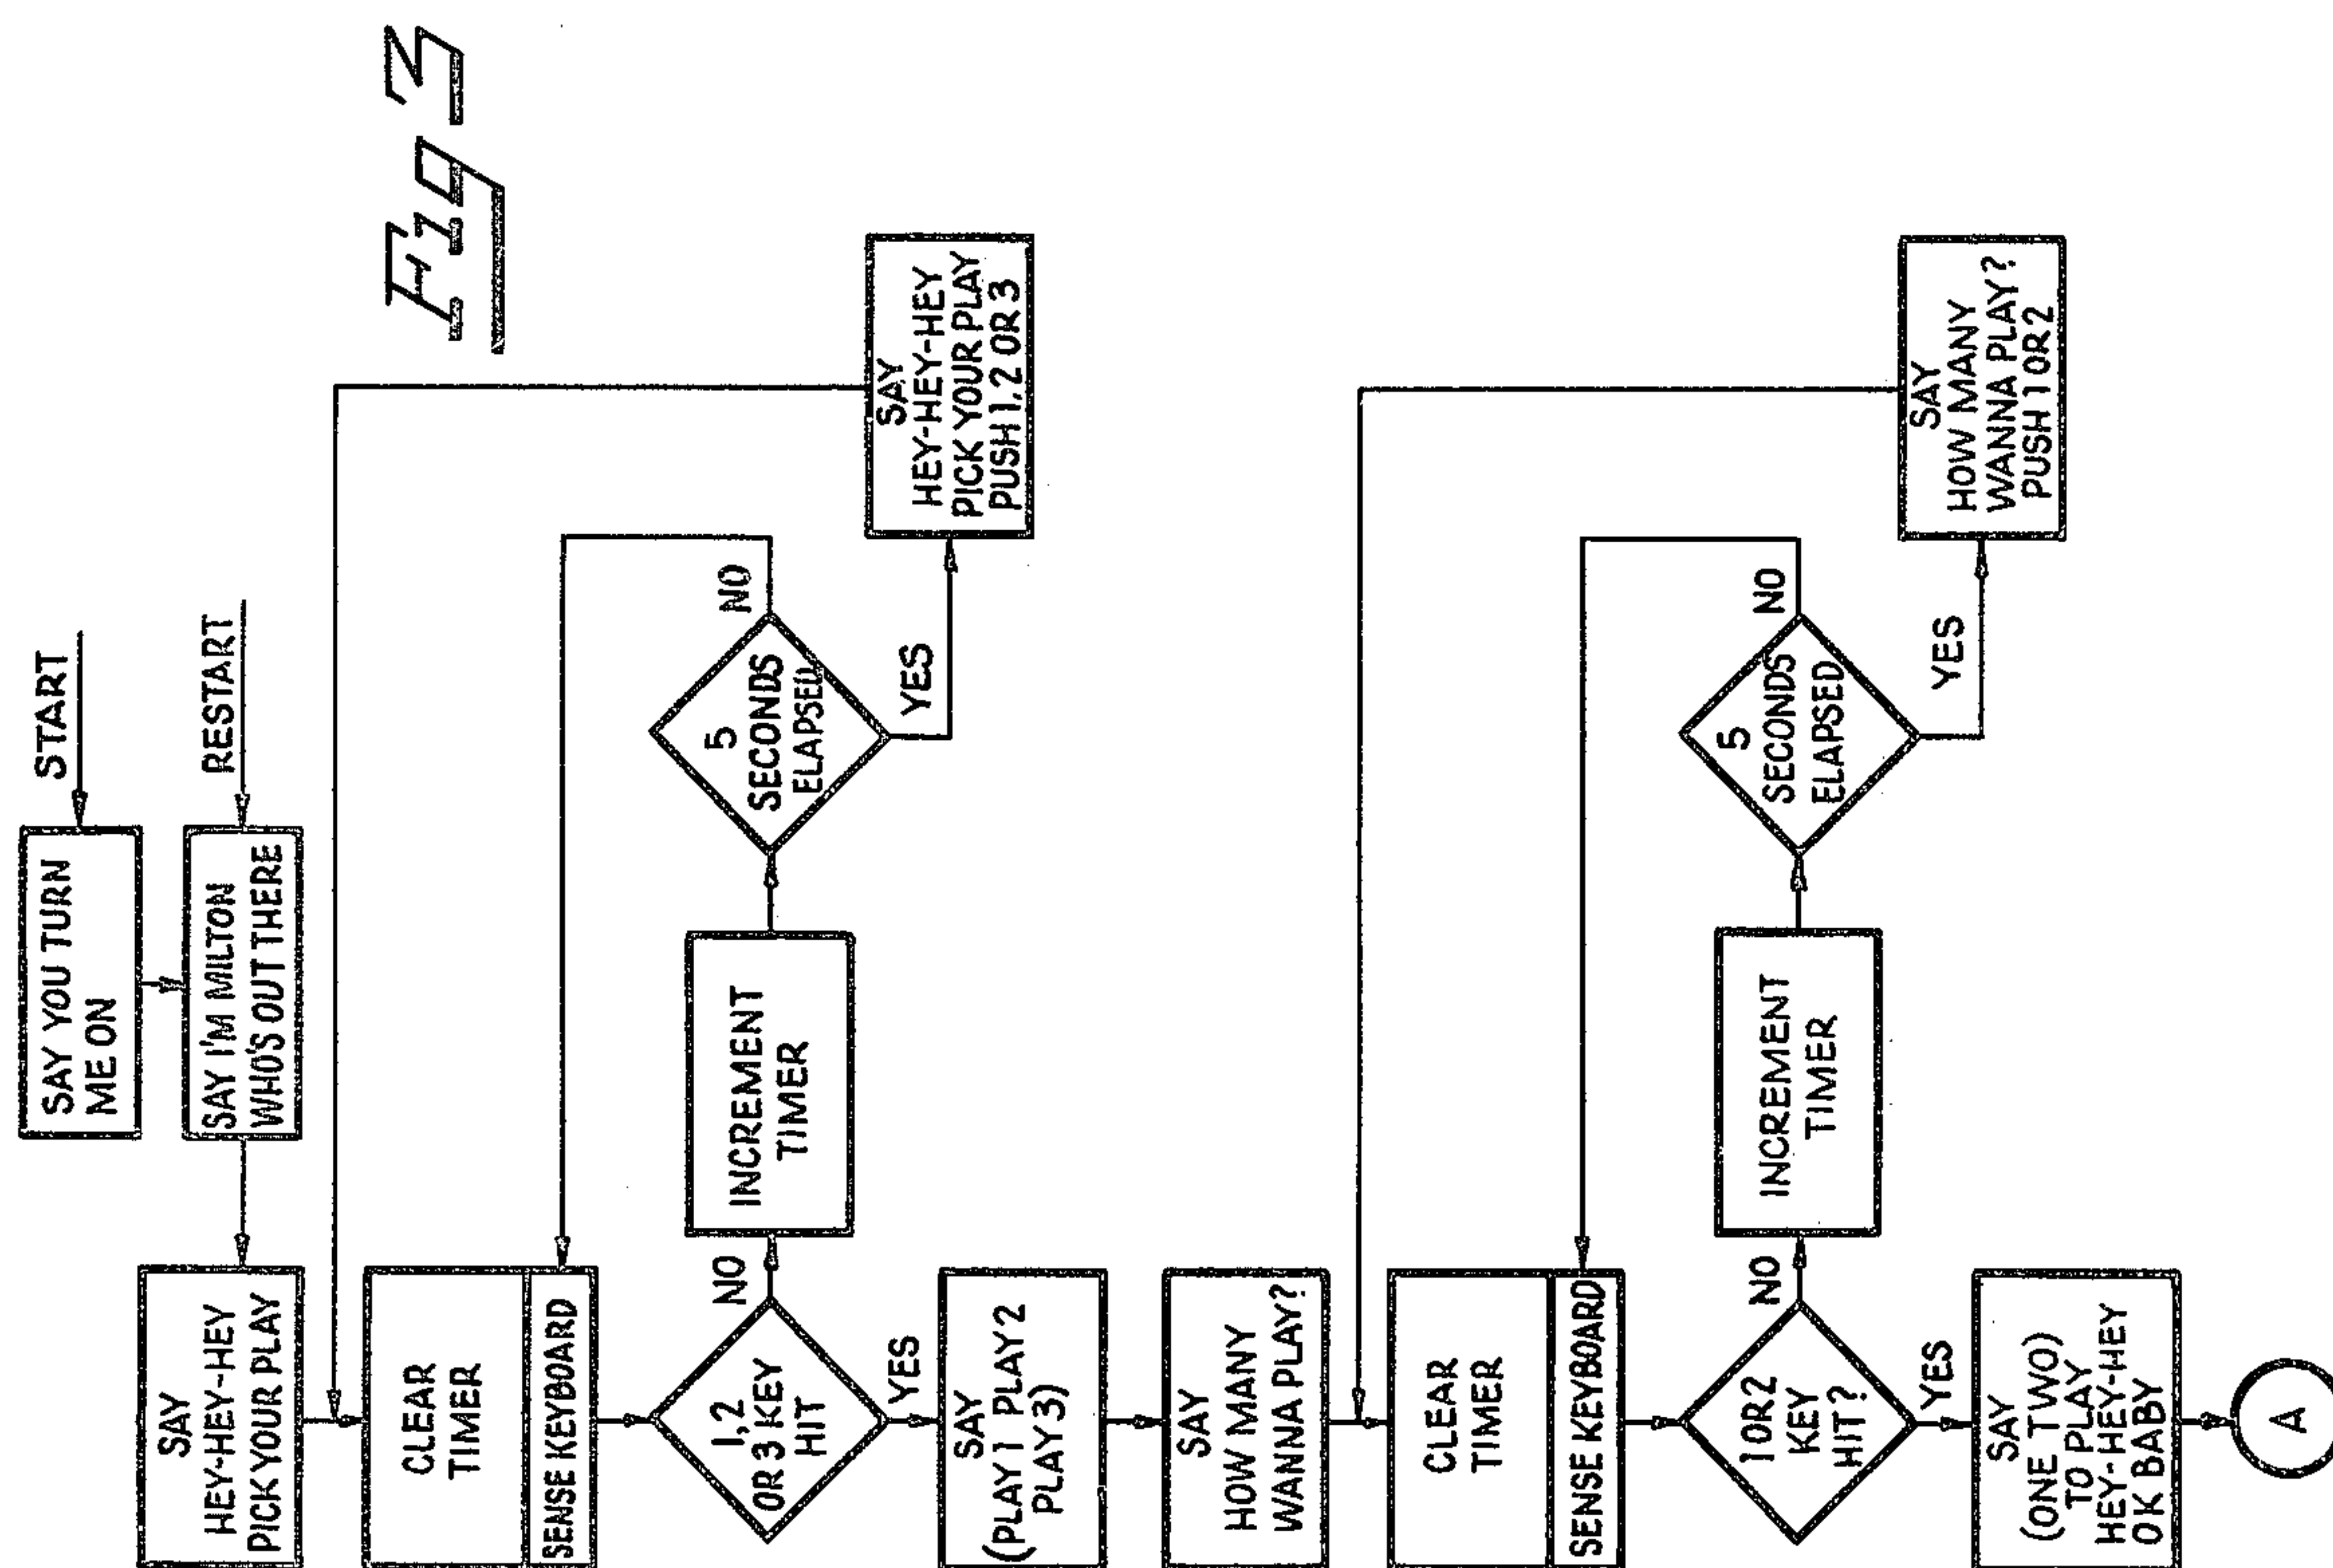 Fig 3
START
SAY YOU TURN
ME ON
RESTART
SAY I'M MILTON
WHO'S OUT THERE
SAY
HEY-HEY-HEY
PICK YOUR PLAY
CLEAR
TIMER
SENSE KEYBOARD
1,2
OR 3 KEY
HIT
NO
INCREMENT
TIMER
5
SECONDS
ELAPSED
NO
YES
SAY
HEY-HEY-HEY
PICK YOUR PLAY
PUSH 1,2 OR 3
YES
SAY
(PLAY 1 PLAY 2
PLAY 3)
SAY
HOW MANY
WANNA PLAY?
CLEAR
TIMER
SENSE KEYBOARD
1 OR 2
KEY
HIT?
NO
INCREMENT
TIMER
5
SECONDS
ELAPSED
NO
YES
SAY
HOW MANY
WANNA PLAY?
PUSH 1 OR 2
YES
SAY
(ONE TWO)
TO PLAY
HEY-HEY-HEY
OK BABY
A